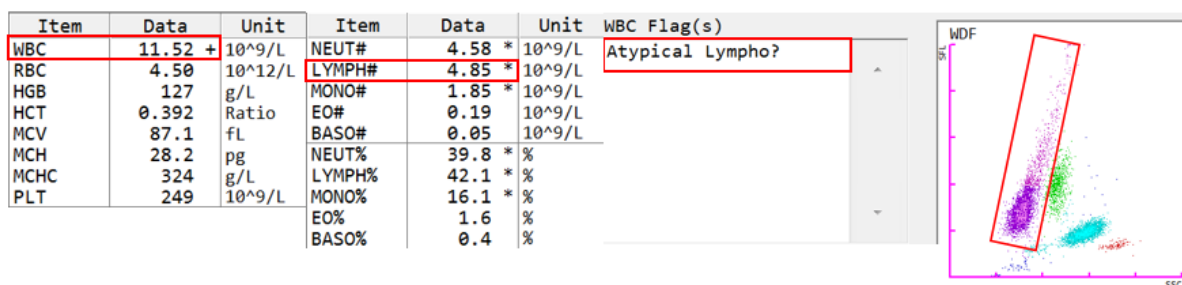 Item Data Unit
WBC 11.52 + 10^9/L
RBC 4.50 10^12/L
HGB 127 g/L
HCT 0.392 Ratio
MCV 87.1 fL
MCH 28.2 pg
MCHC 324 g/L
PLT 249 10^9/L
Item Data Unit
NEUT# 4.58 * 10^9/L
LYMPH# 4.85 * 10^9/L
MONO# 1.85 * 10^9/L
EO# 0.19 10^9/L
BASO# 0.05 10^9/L
NEUT% 39.8 * %
LYMPH% 42.1 * %
MONO% 16.1 * %
EO% 1.6 %
BASO% 0.4 %
WBC Flag(s)
Atypical Lympho?
WDF
SFL
SSC